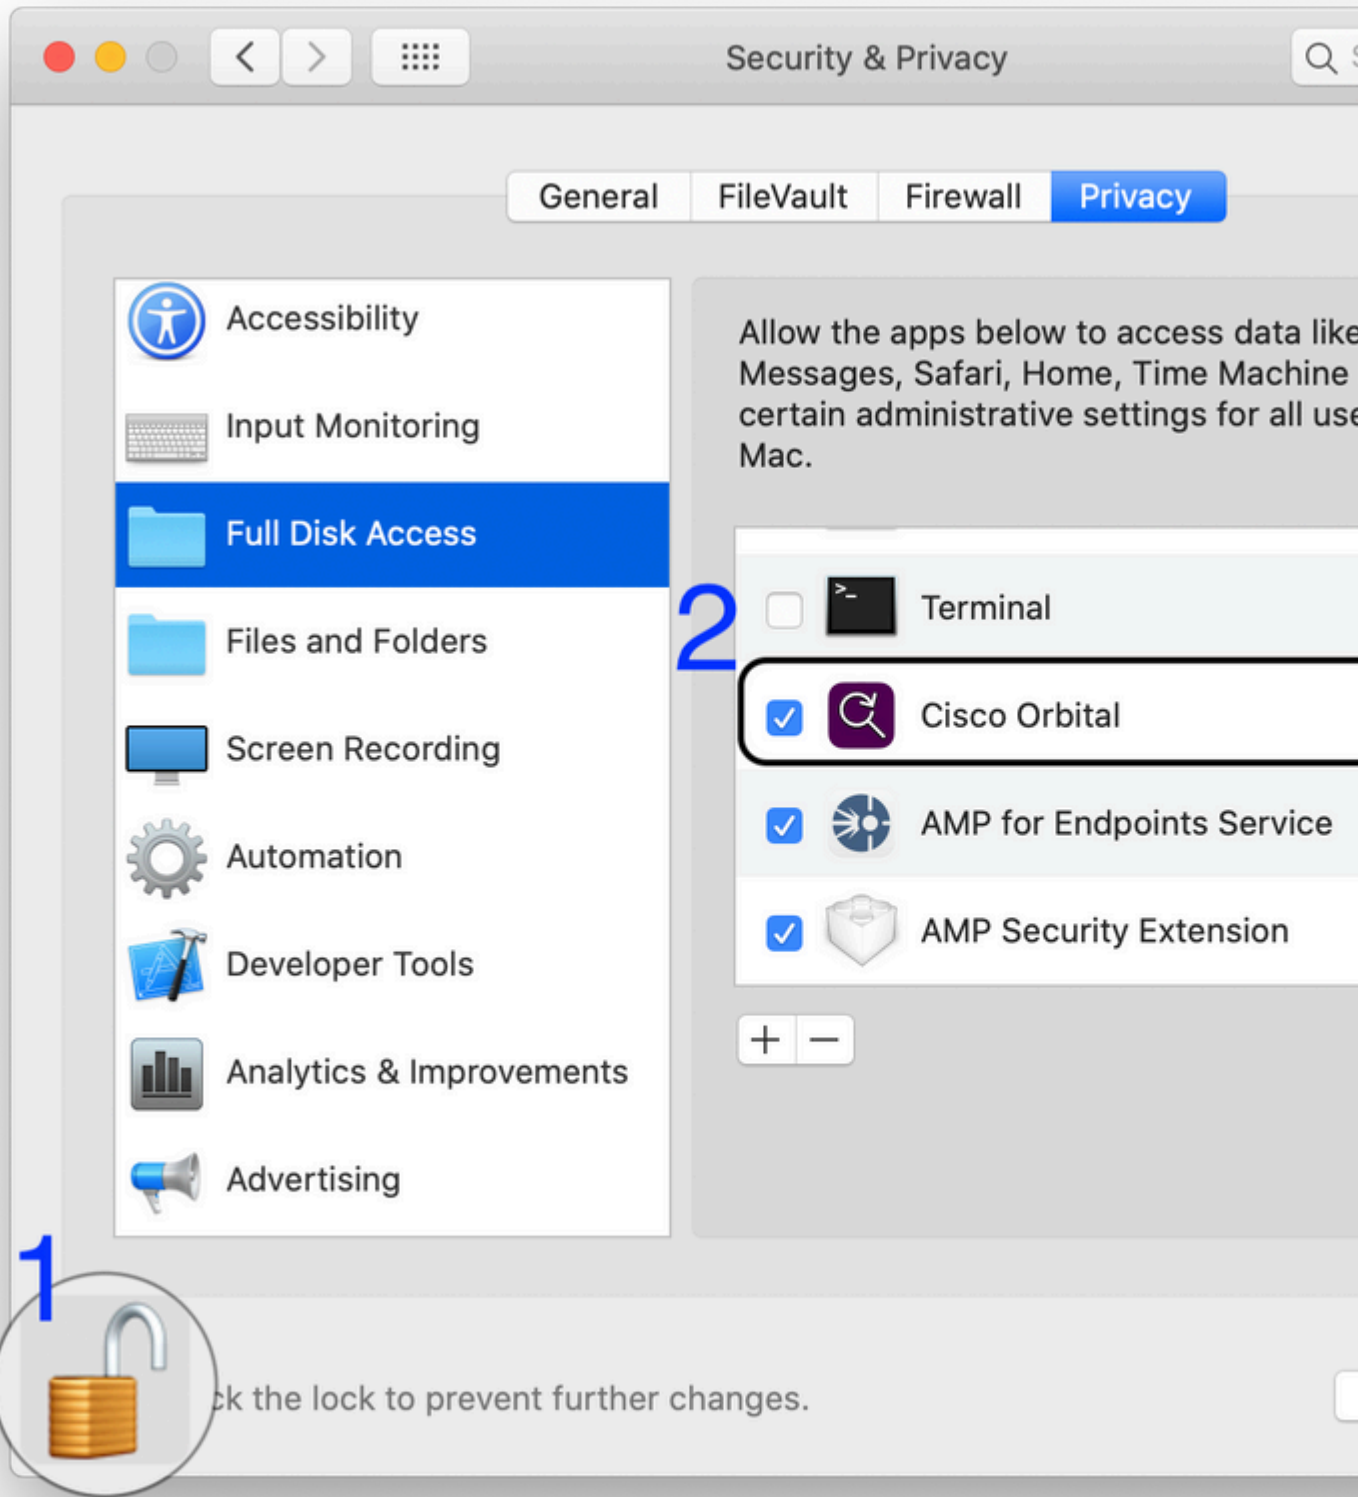 Security & Privacy
General
FileVault
Firewall
Privacy
Accessibility
Input Monitoring
Full Disk Access
Files and Folders
Screen Recording
Automation
Developer Tools
Analytics & Improvements
Advertising
Allow the apps below to access data like
Messages, Safari, Home, Time Machine
certain administrative settings for all
Mac.
2
>_ Terminal
Cisco Orbital
AMP for Endpoints Service
AMP Security Extension
+ −
1
the lock to prevent further changes.